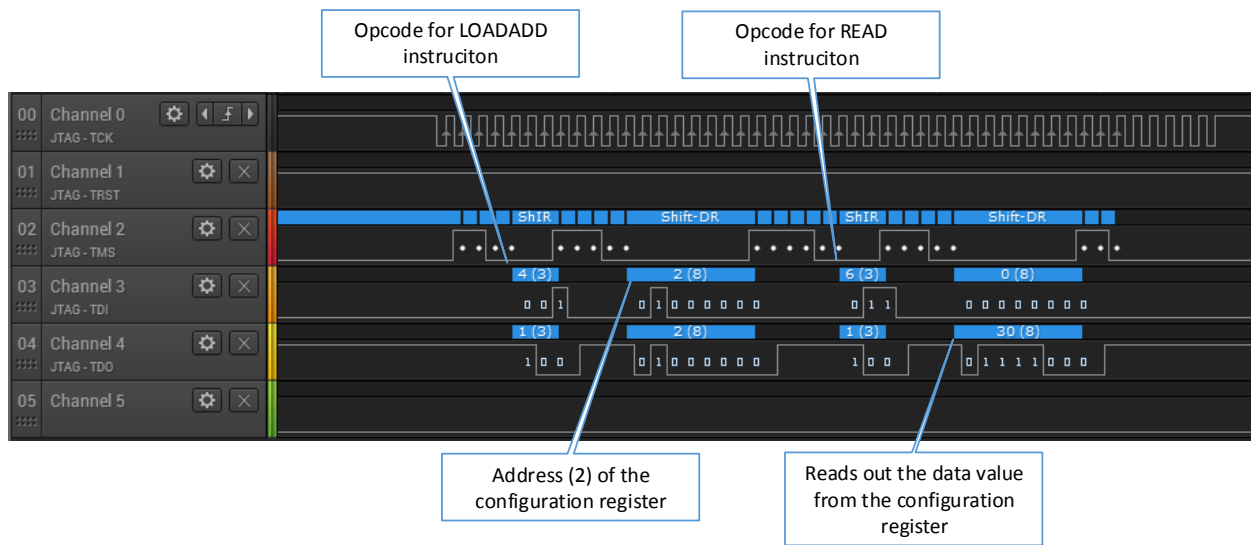 Opcode for LOADADD
instruciton
Opcode for READ
instruciton
00 Channel 0
JTAG - TCK
01 Channel 1
JTAG - TRST
02 Channel 2
JTAG - TMS
ShIR Shift-DR ShIR Shift-DR
03 Channel 3
JTAG - TDI
4 (3) 2 (8) 6 (3) 0 (8)
0 0 1 0 1 0 0 0 0 0 0 0 1 1 0 0 0 0 0 0 0 0
04 Channel 4
JTAG - TDO
1 (3) 2 (8) 1 (3) 30 (8)
1 0 0 0 1 0 0 0 0 0 0 1 0 0 0 1 1 1 1 0 0 0
05 Channel 5
Address (2) of the
configuration register
Reads out the data value
from the configuration
register